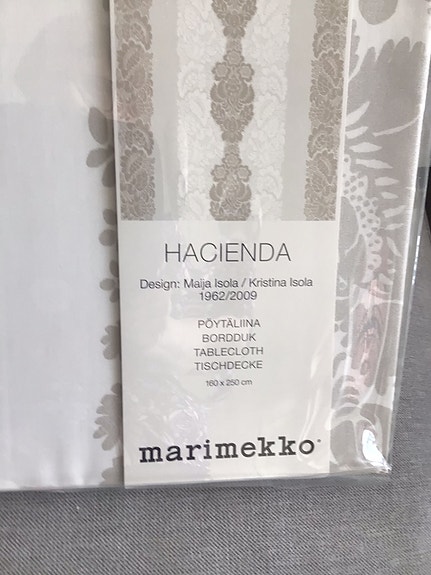 HACIENDA
Design: Maija Isola / Kristina Isola
1962/2009
PÖYTÄLIINA
BORDDUK
TABLECLOTH
TISCHDECKE
160 x 250 cm
marimekko®